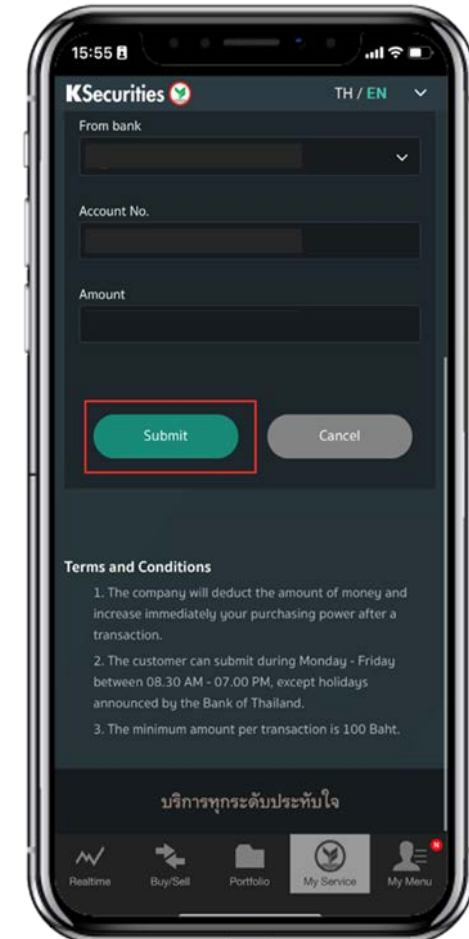 15:55
KSecurities
TH / EN
From bank
Account No.
Amount
Submit
Cancel
Terms and Conditions
1. The company will deduct the amount of money and
increase immediately your purchasing power after a
transaction.
2. The customer can submit during Monday - Friday
between 08.30 AM - 07.00 PM, except holidays
announced by the Bank of Thailand.
3. The minimum amount per transaction is 100 Baht.
บริการทุกระดับประทับใจ
Realtime
Buy/Sell
Portfolio
My Service
My Menu
N